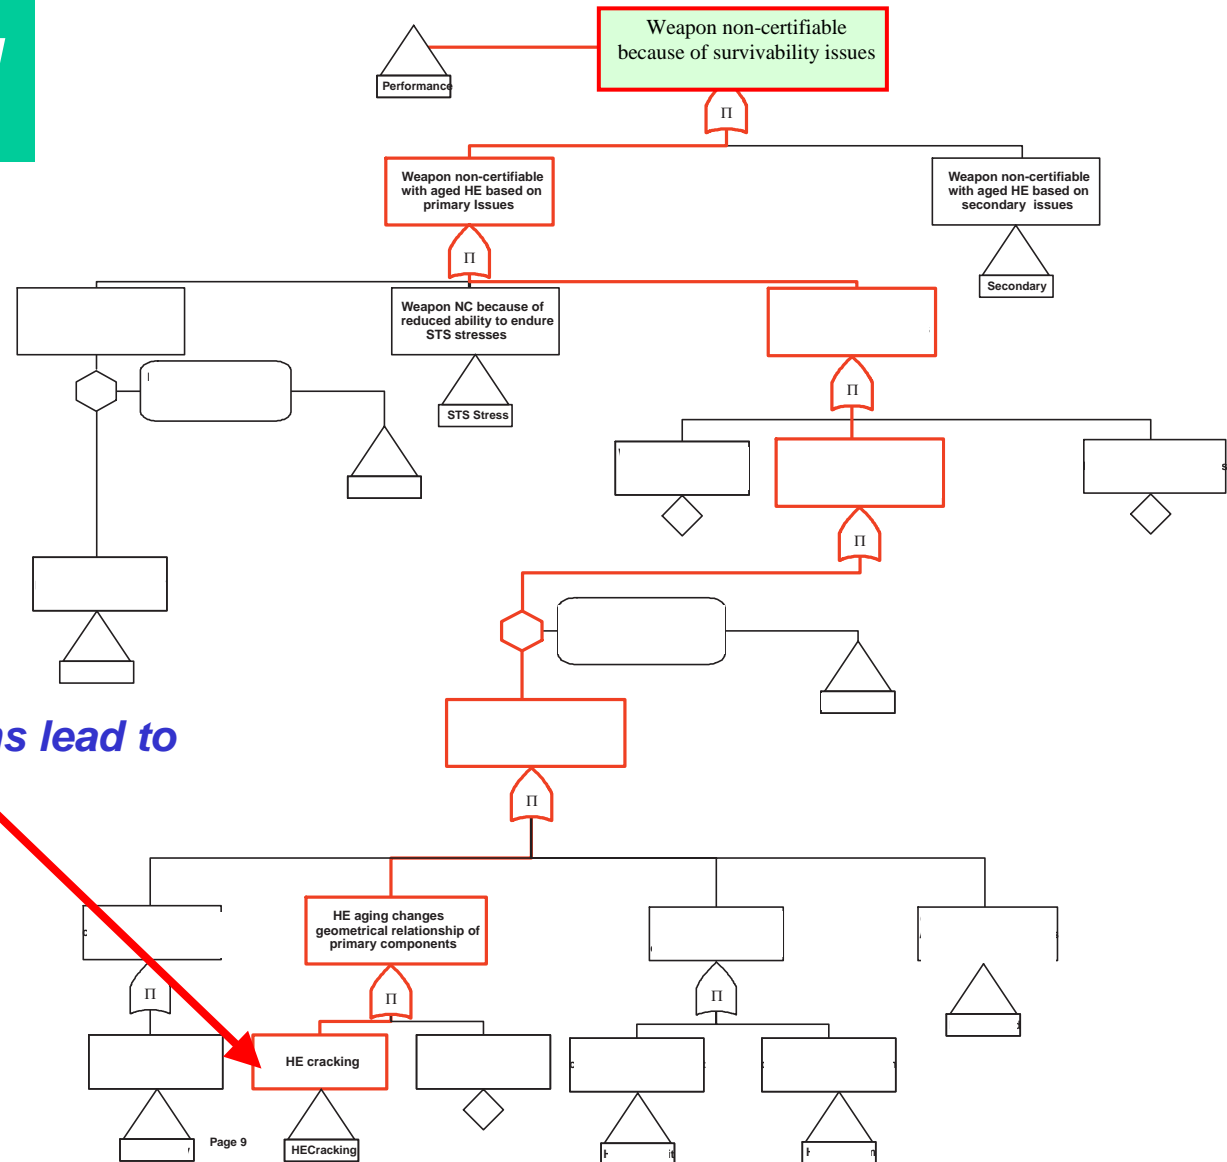 Weapon non-certifiable
because of survivability issues
Performance
Π
Weapon non-certifiable
with aged HE based on
primary Issues
Weapon non-certifiable
with aged HE based on
secondary issues
Π
Secondary
Weapon NC because of
reduced ability to endure
STS stresses
STS Stress
Π
Π
lead to
Π
HE aging changes
geometrical relationship of
primary components
Π
Π
Π
HE cracking
Page 9
HECracking